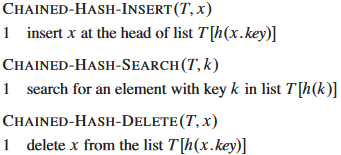 CHAINED-HASH-INSERT(T, x)
1 insert x at the head of list T[h(x.key)]
CHAINED-HASH-SEARCH(T, k)
1 search for an element with key k in list T[h(k)]
CHAINED-HASH-DELETE(T, x)
1 delete x from the list T[h(x.key)]